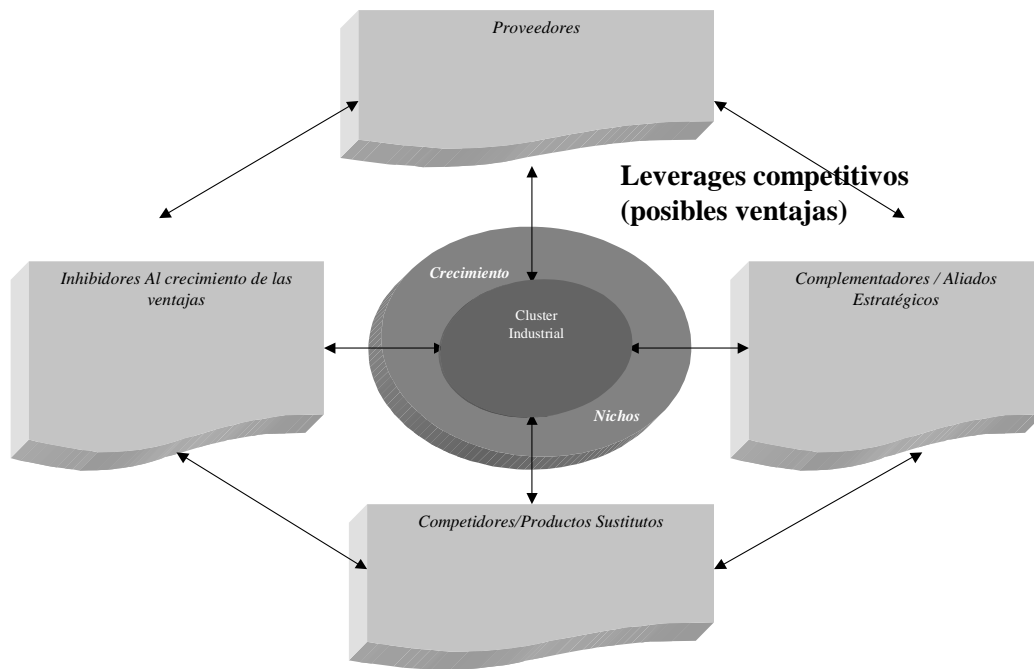 Proveedores
Leverages competitivos
(posibles ventajas)
Inhibidores Al crecimiento de las
ventajas
Crecimiento
Complementadores / Aliados
Estratégicos
Cluster
Industrial
Nichos
Competidores/Productos Sustitutos